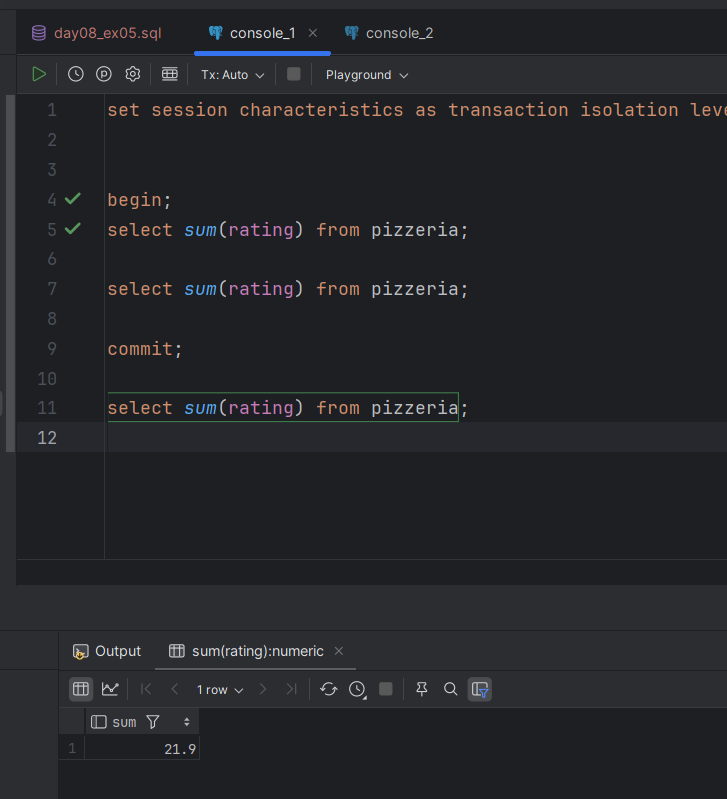 day08_ex05.sql
console_1
console_2
Tx: Auto
Playground
1 set session characteristics as transaction isolation leve
2
3
4 begin;
5 select sum(rating) from pizzeria;
6
7 select sum(rating) from pizzeria;
8
9 commit;
10
11 select sum(rating) from pizzeria;
12
Output
sum(rating):numeric
1 row
sum
1 21.9